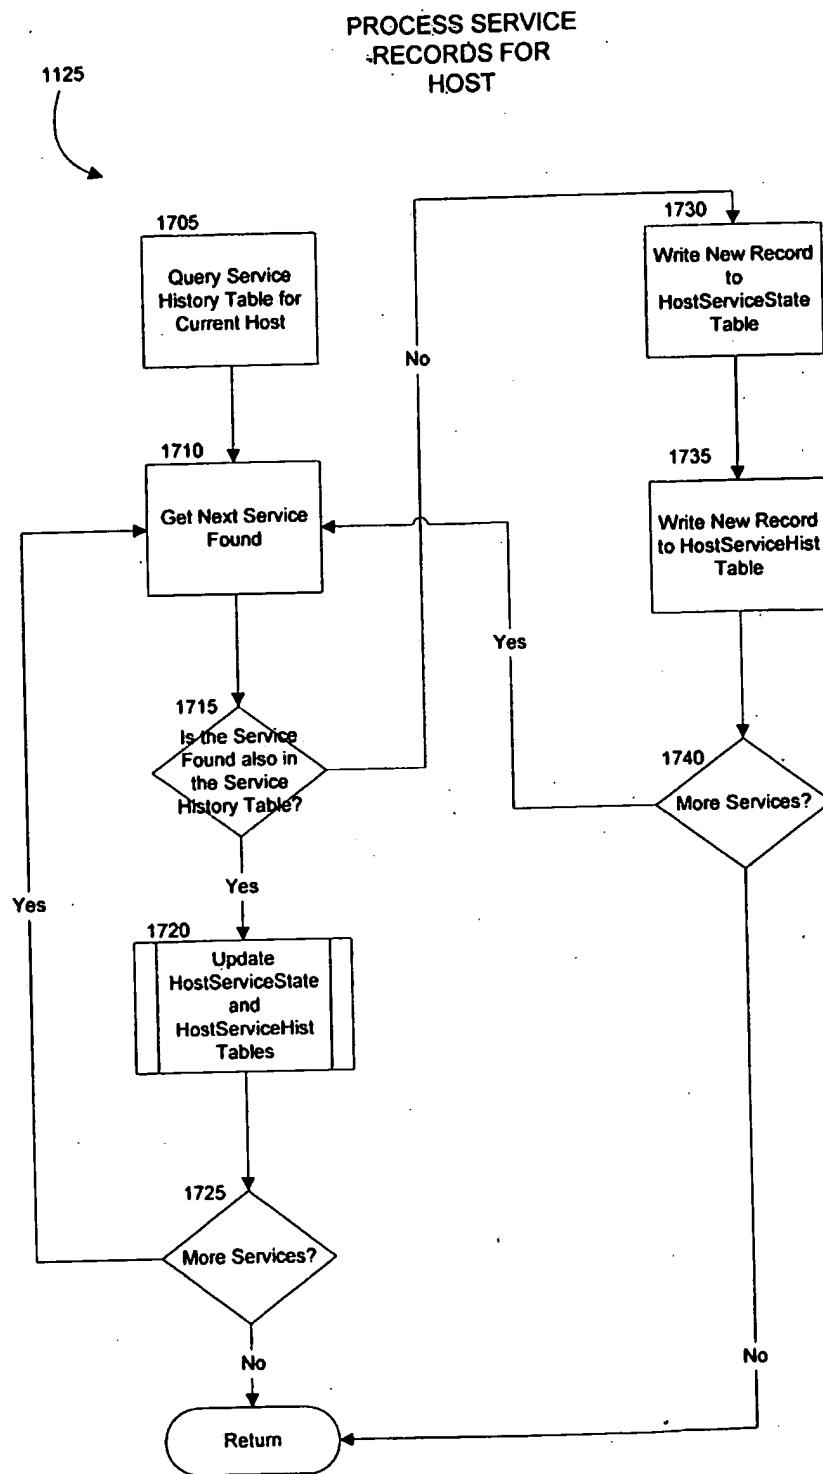 PROCESS SERVICE
RECORDS FOR
HOST
1125
1705
Query Service
History Table for
Current Host
1710
Get Next Service
Found
1715
Is the Service
Found also in
the Service
History Table?
No
Yes
1720
Update
HostServiceState
and
HostServiceHist
Tables
1725
More Services?
Yes
No
Return
1730
Write New Record
to
HostServiceState
Table
1735
Write New Record
to HostServiceHist
Table
1740
More Services?
Yes
No